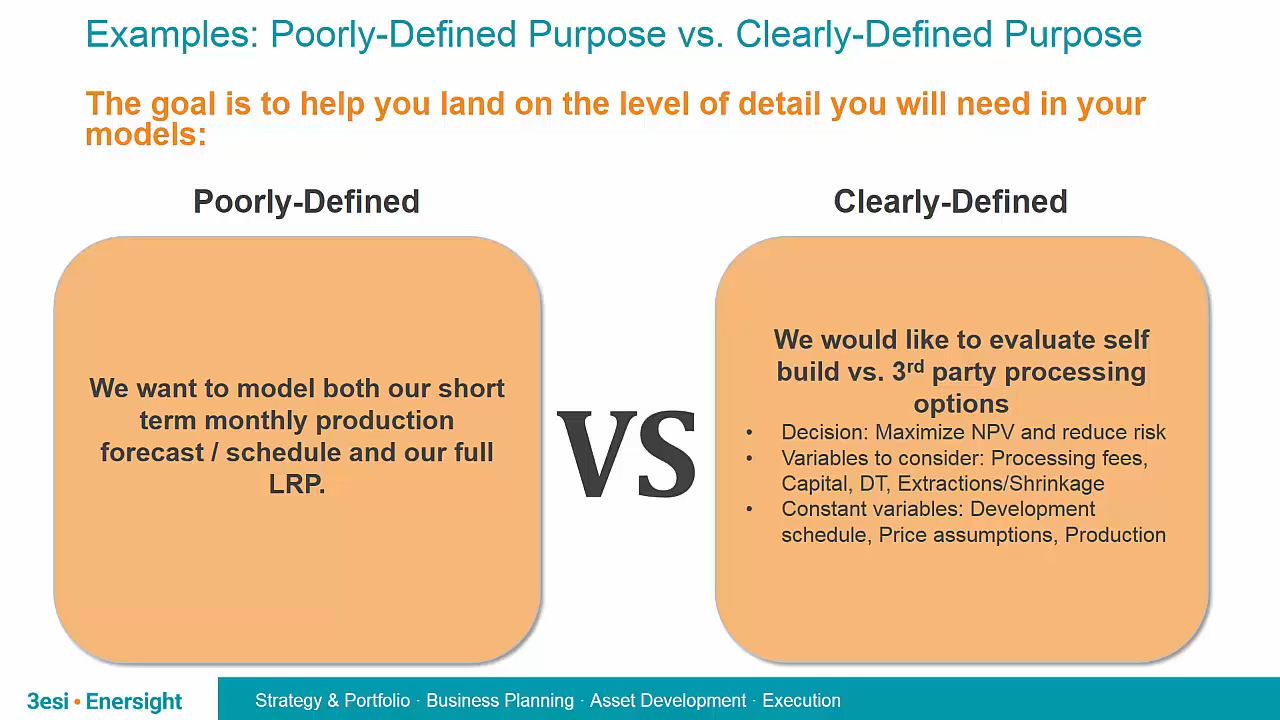 Examples: Poorly-Defined Purpose vs. Clearly-Defined Purpose
The goal is to help you land on the level of detail you will need in your
models:
Poorly-Defined
We want to model both our short
term monthly production
forecast / schedule and our full
LRP.
VS
Clearly-Defined
We would like to evaluate self
build vs. 3rd party processing
options
• Decision: Maximize NPV and reduce risk
• Variables to consider: Processing fees,
Capital, DT, Extractions/Shrinkage
• Constant variables: Development
schedule, Price assumptions, Production
3esi • Enersight
Strategy & Portfolio · Business Planning · Asset Development · Execution